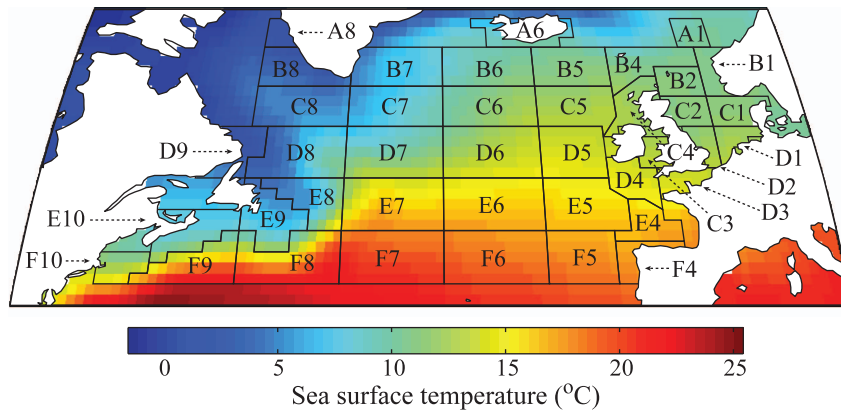 A8 A6 A1
B8 B7 B6 B5 B4 B2 B1
C8 C7 C6 C5 C2 C1
D9 D8 D7 D6 D5 C4 D1
D4 D2
E10 E9 E8 E7 E6 E5 E4 C3 D3
F10 F9 F8 F7 F6 F5 F4
0 5 10 15 20 25
Sea surface temperature (°C)